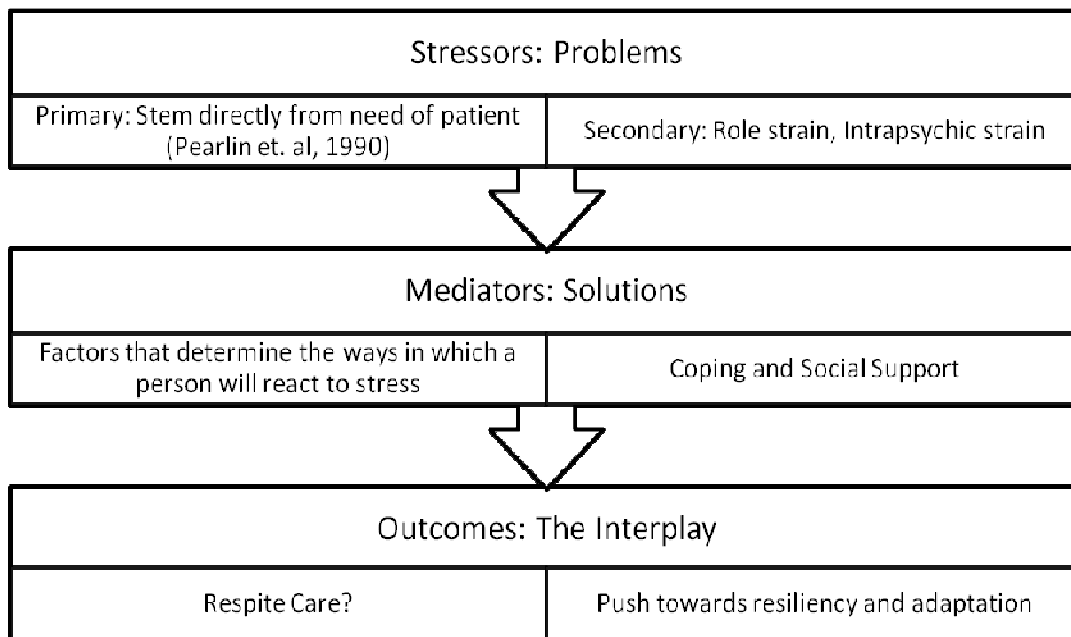 Stressors: Problems
Primary: Stem directly from need of patient
(Pearlin et. al, 1990)
Secondary: Role strain, Intrapsychic strain
Mediators: Solutions
Factors that determine the ways in which a
person will react to stress
Coping and Social Support
Outcomes: The Interplay
Respite Care?
Push towards resiliency and adaptation